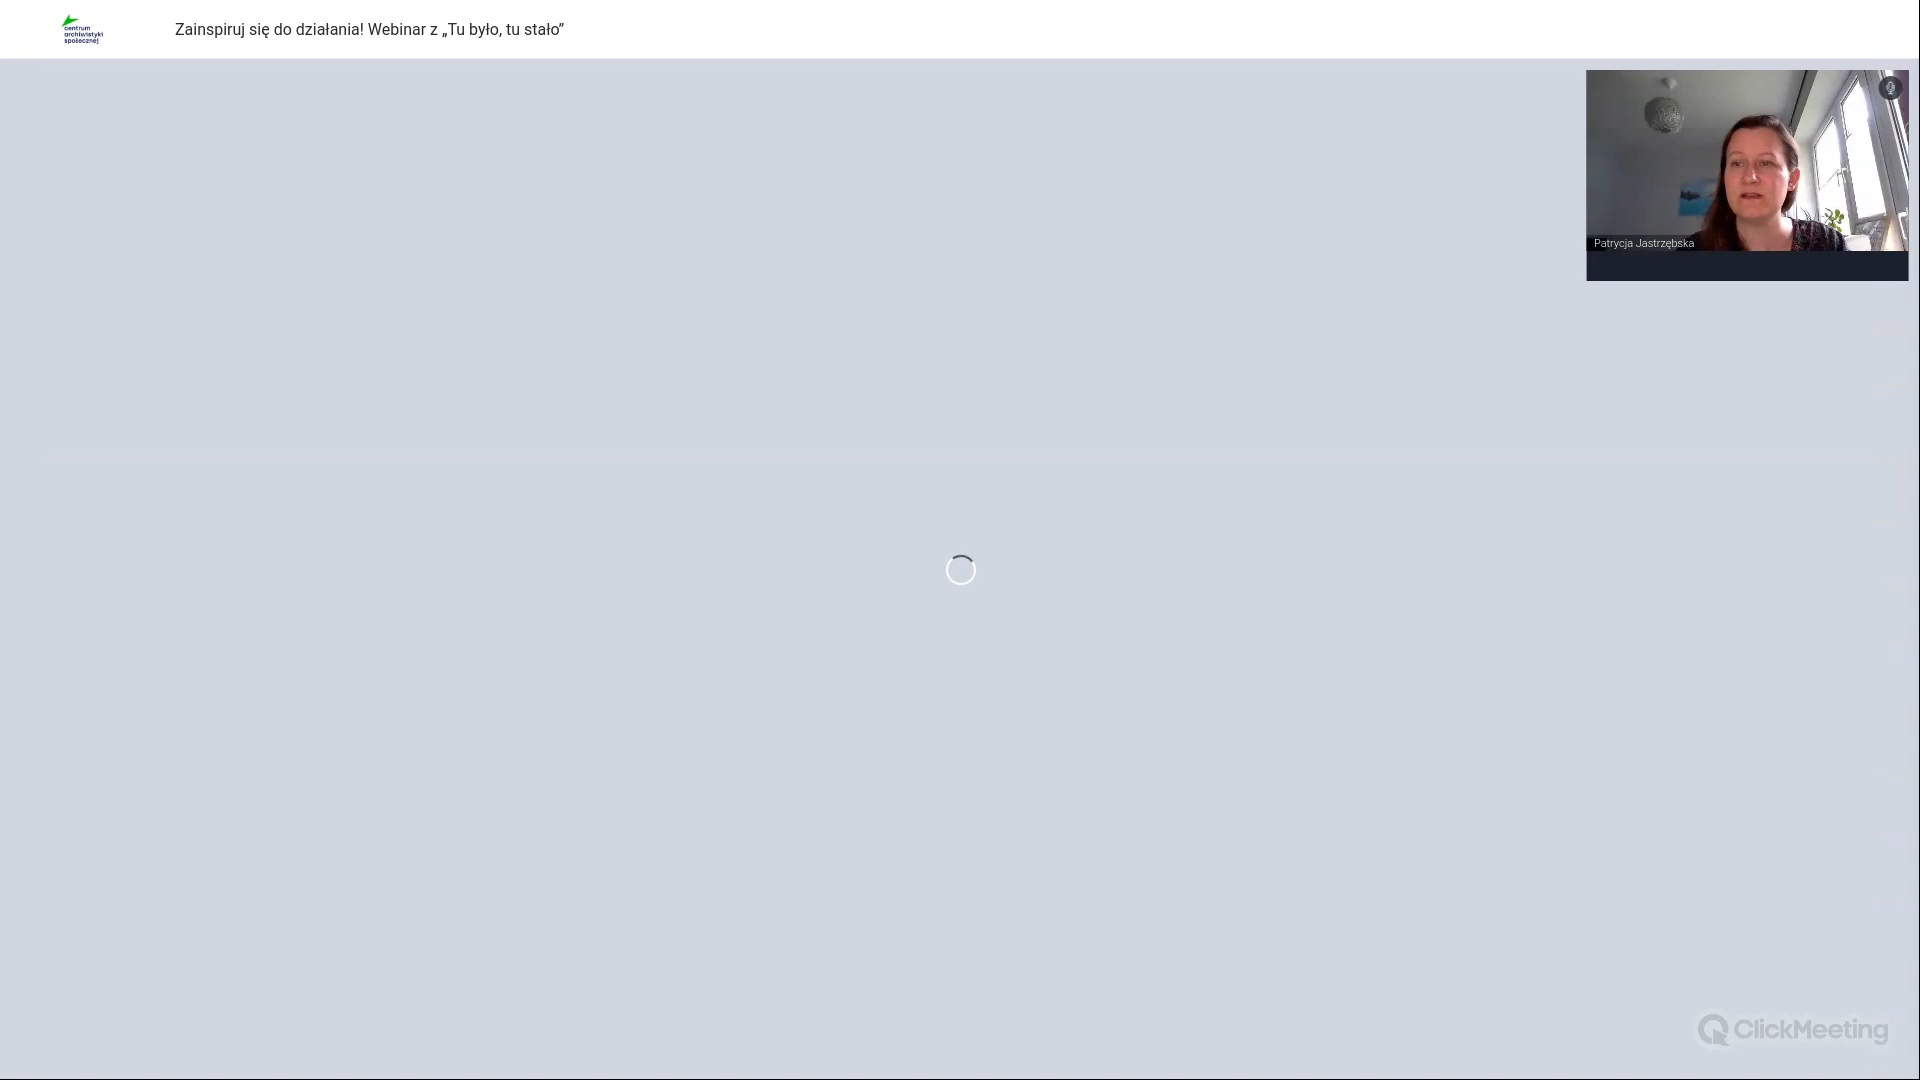 centrum
archiwistyki
społecznej
Zainspiruj się do działania! Webinar z „Tu było, tu stało”
Patrycja Jastrzębska
ClickMeeting